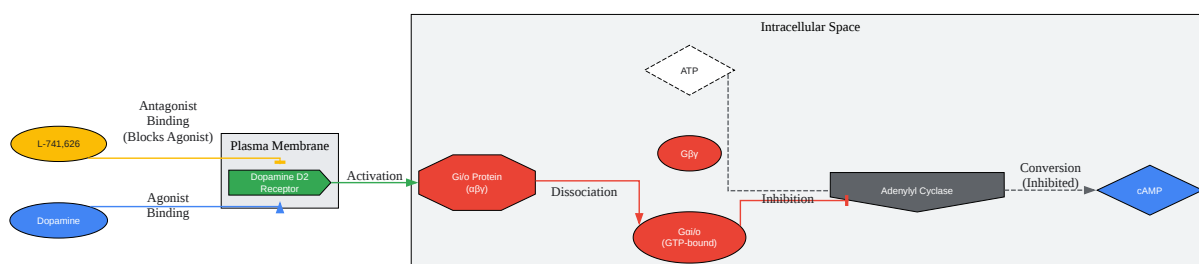 Intracellular Space
ATP
Antagonist
Binding
(Blocks Agonist)
L-741,626
Plasma Membrane
Gβγ
Dopamine D2
Receptor
Activation
Gi/o Protein
(αβγ)
Dissociation
Adenylyl Cyclase
Conversion
(Inhibited)
cAMP
Agonist
Binding
Inhibition
Dopamine
Gαi/o
(GTP-bound)